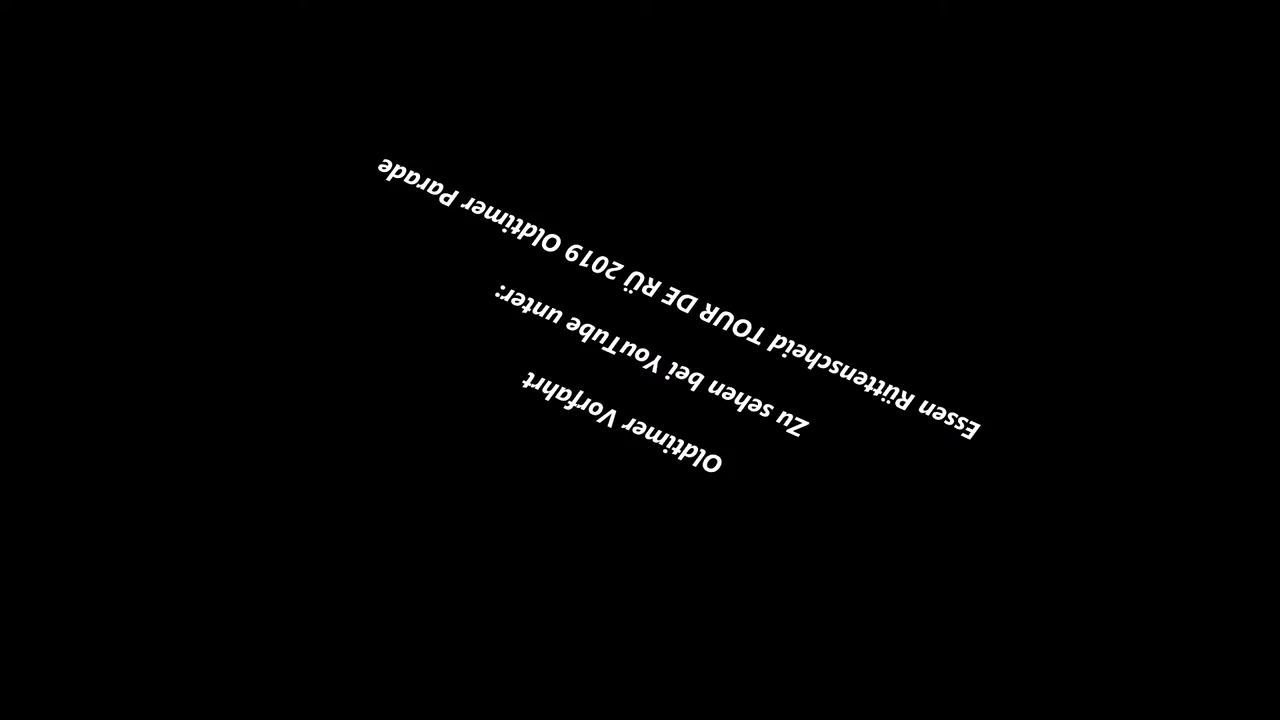 Oldtimer Vorfahrt
Zu sehen bei YouTube unter:
Essen Rüttenscheid TOUR DE RÜ 2019 Oldtimer Parade